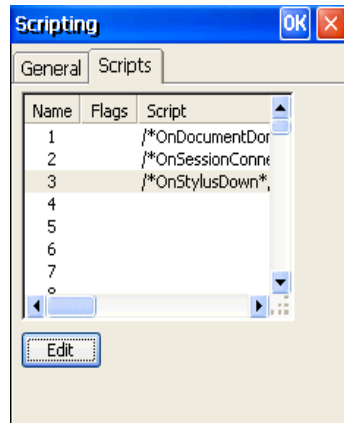 Scripting OK
General Scripts
Name Flags Script
1 /*OnDocumentDor
2 /*OnSessionConne
3 /*OnStylusDown*,
4
5
6
7
Edit